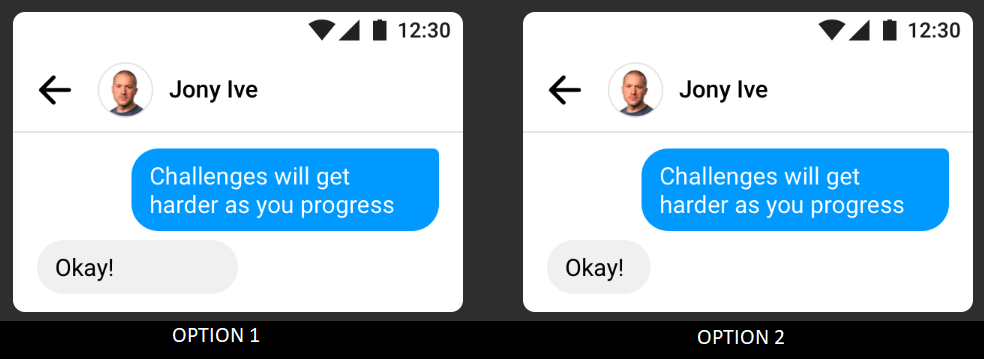 12:30
Jony Ive
Challenges will get
harder as you progress
Okay!
OPTION 1
12:30
Jony Ive
Challenges will get
harder as you progress
Okay!
OPTION 2